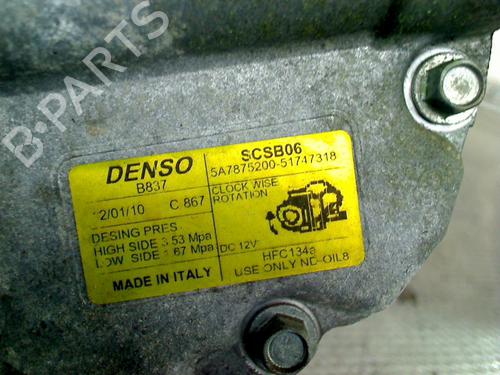 B-PARTS
DENSO
B837
2/01/10 C 867
DESING PRES.
HIGH SIDE 3.53 Mpa
LOW SIDE 1.67 Mpa
MADE IN ITALY
SCSB06
5A7875200-51747318
CLOCK WISE
ROTATION
DC 12V
HFC134a
USE ONLY ND-OIL8